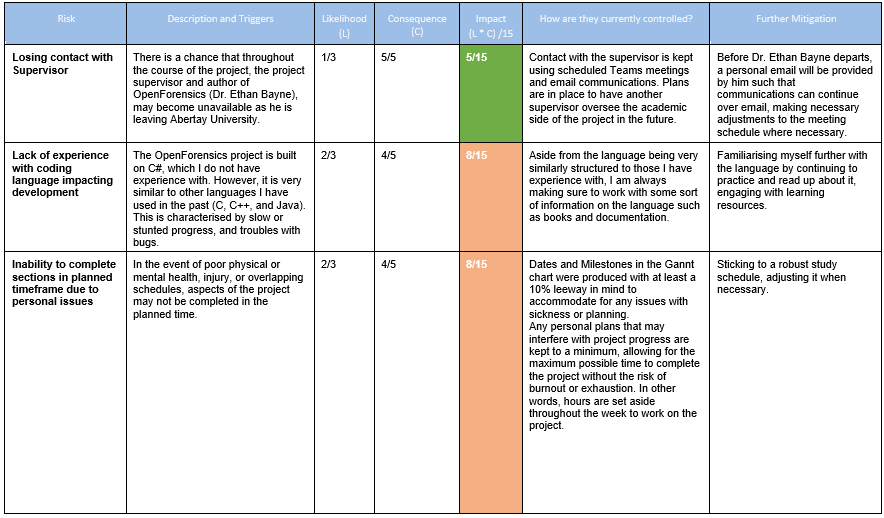 Risk
Description and Triggers
Likelihood
(L)
Consequence
(C)
Impact
(L * C) /15
How are they currently controlled?
Further Mitigation
Losing contact with
Supervisor
There is a chance that throughout
the course of the project, the project
supervisor and author of
OpenForensics (Dr. Ethan Bayne),
may become unavailable as he is
leaving Abertay University.
1/3
5/5
5/15
Contact with the supervisor is kept
using scheduled Teams meetings
and email communications. Plans
are in place to have another
supervisor oversee the academic
side of the project in the future.
Before Dr. Ethan Bayne departs,
a personal email will be provided
by him such that
communications can continue
over email, making necessary
adjustments to the meeting
schedule where necessary.
Lack of experience
with coding
language impacting
development
The OpenForensics project is built
on C#, which I do not have
experience with. However, it is very
similar to other languages I have
used in the past (C, C++, and Java).
This is characterised by slow or
stunted progress, and troubles with
bugs.
2/3
4/5
8/15
Aside from the language being very
similarly structured to those I have
experience with, I am always
making sure to work with some sort
of information on the language such
as books and documentation.
Familiarising myself further with
the language by continuing to
practice and read up about it,
engaging with learning
resources.
Inability to complete
sections in planned
timeframe due to
personal issues
In the event of poor physical or
mental health, injury, or overlapping
schedules, aspects of the project
may not be completed in the
planned time.
2/3
4/5
8/15
Dates and Milestones in the Gannt
chart were produced with at least a
10% leeway in mind to
accommodate for any issues with
sickness or planning.
Any personal plans that may
interfere with project progress are
kept to a minimum, allowing for the
maximum possible time to complete
the project without the risk of
burnout or exhaustion. In other
words, hours are set aside
throughout the week to work on the
project.
Sticking to a robust study
schedule, adjusting it when
necessary.